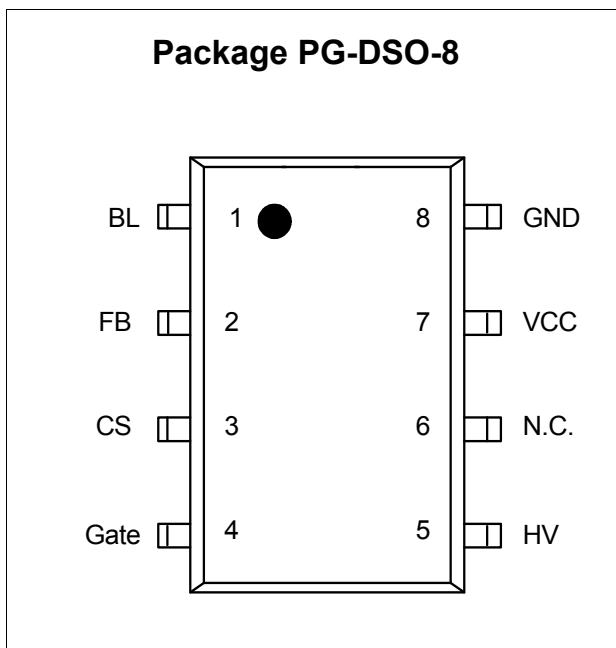 Package PG-DSO-8
BL 1 8 GND
FB 2 7 VCC
CS 3 6 N.C.
Gate 4 5 HV